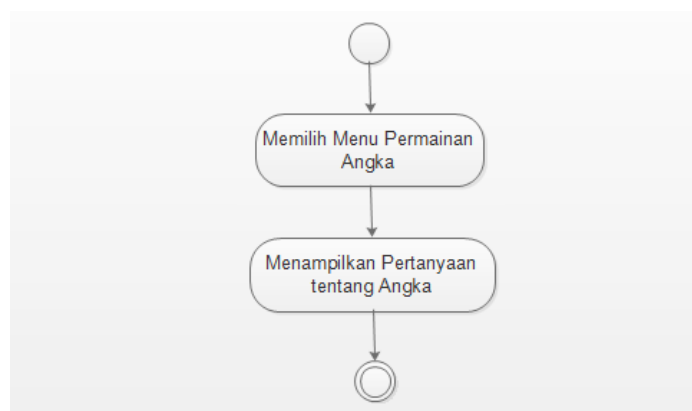 Memilih Menu Permainan
Angka
Menampilkan Pertanyaan
tentang Angka